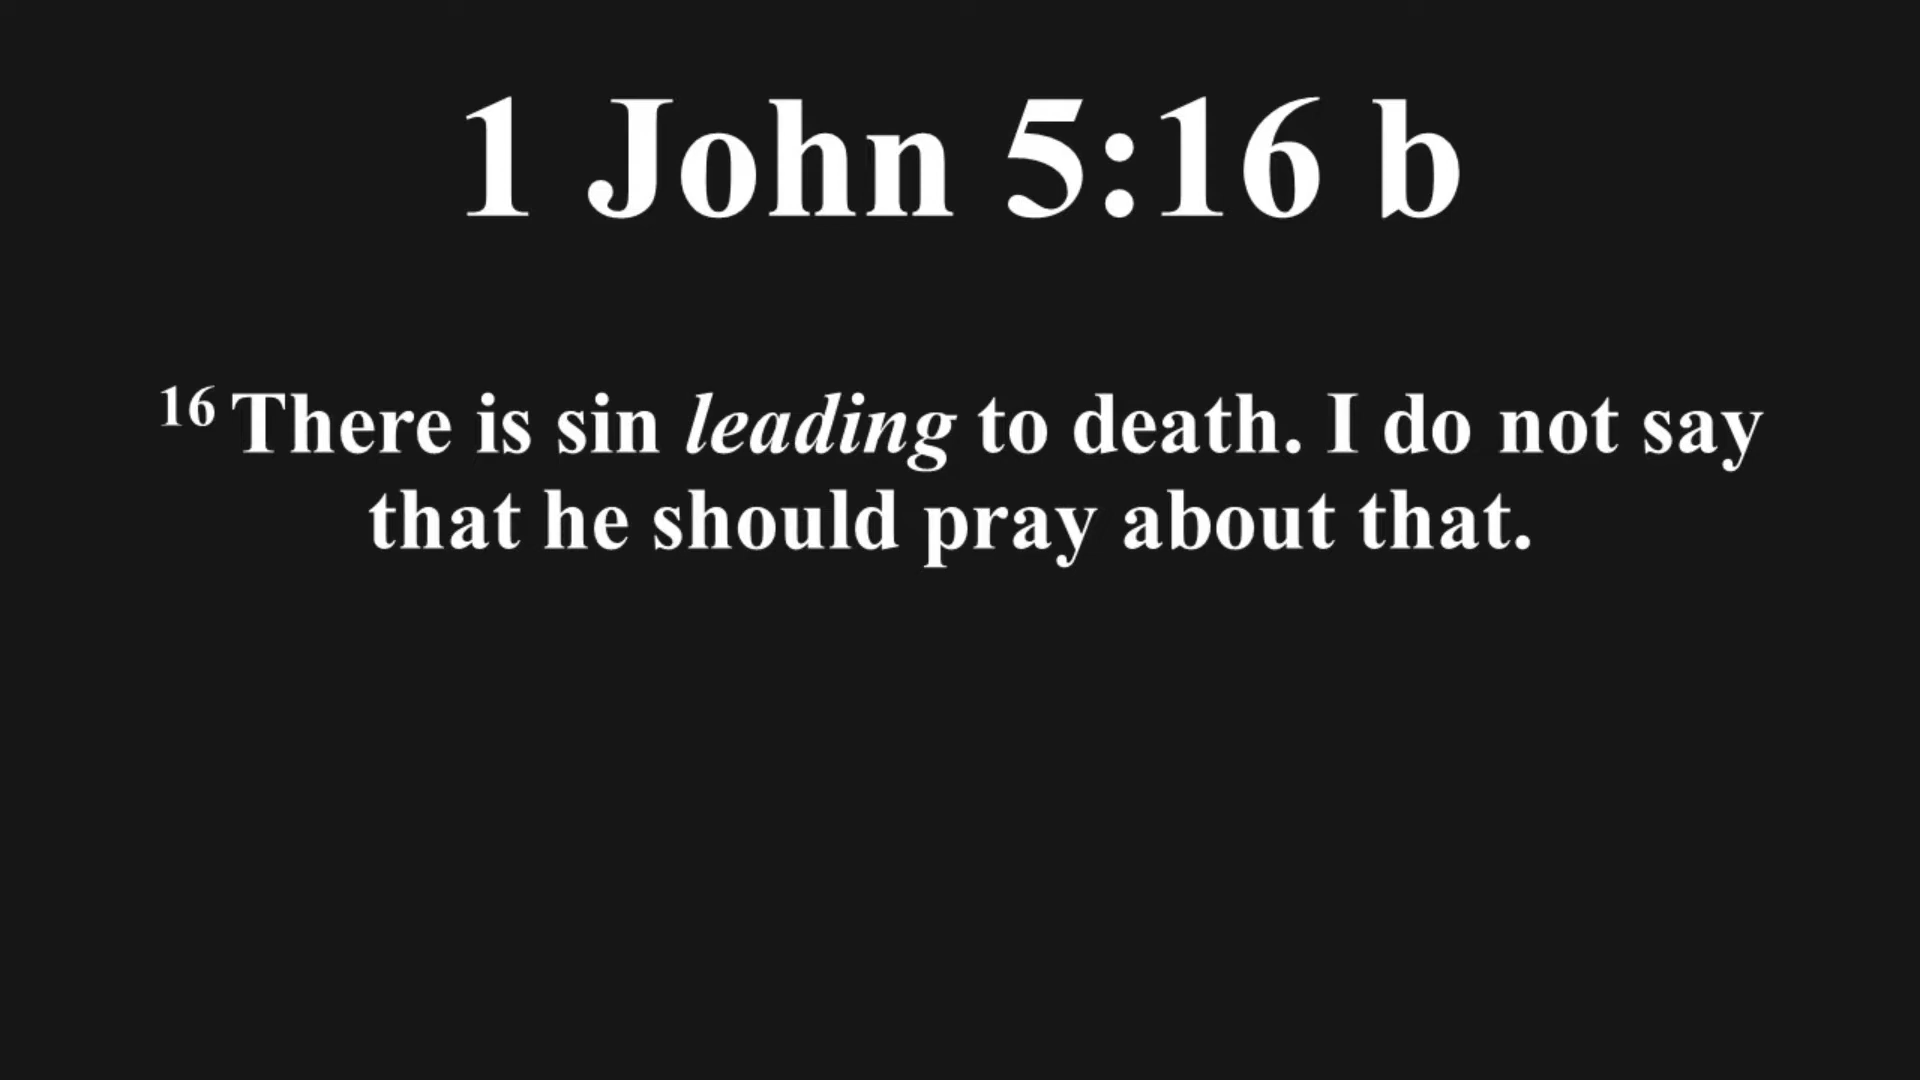 1 John 5:16 b
16 There is sin leading to death. I do not say
that he should pray about that.